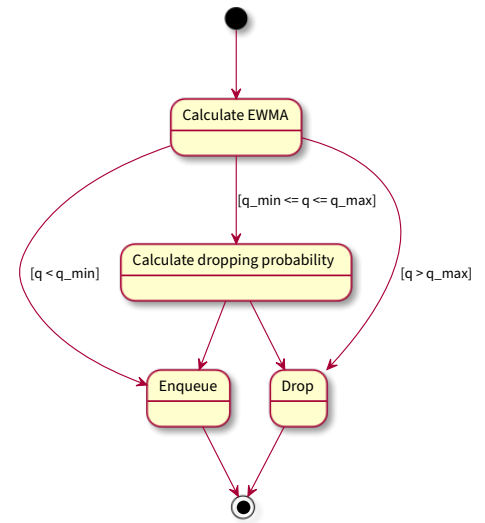 Calculate EWMA
[q_min <= q <= q_max]
Calculate dropping probability
[q < q_min]
[q > q_max]
Enqueue
Drop